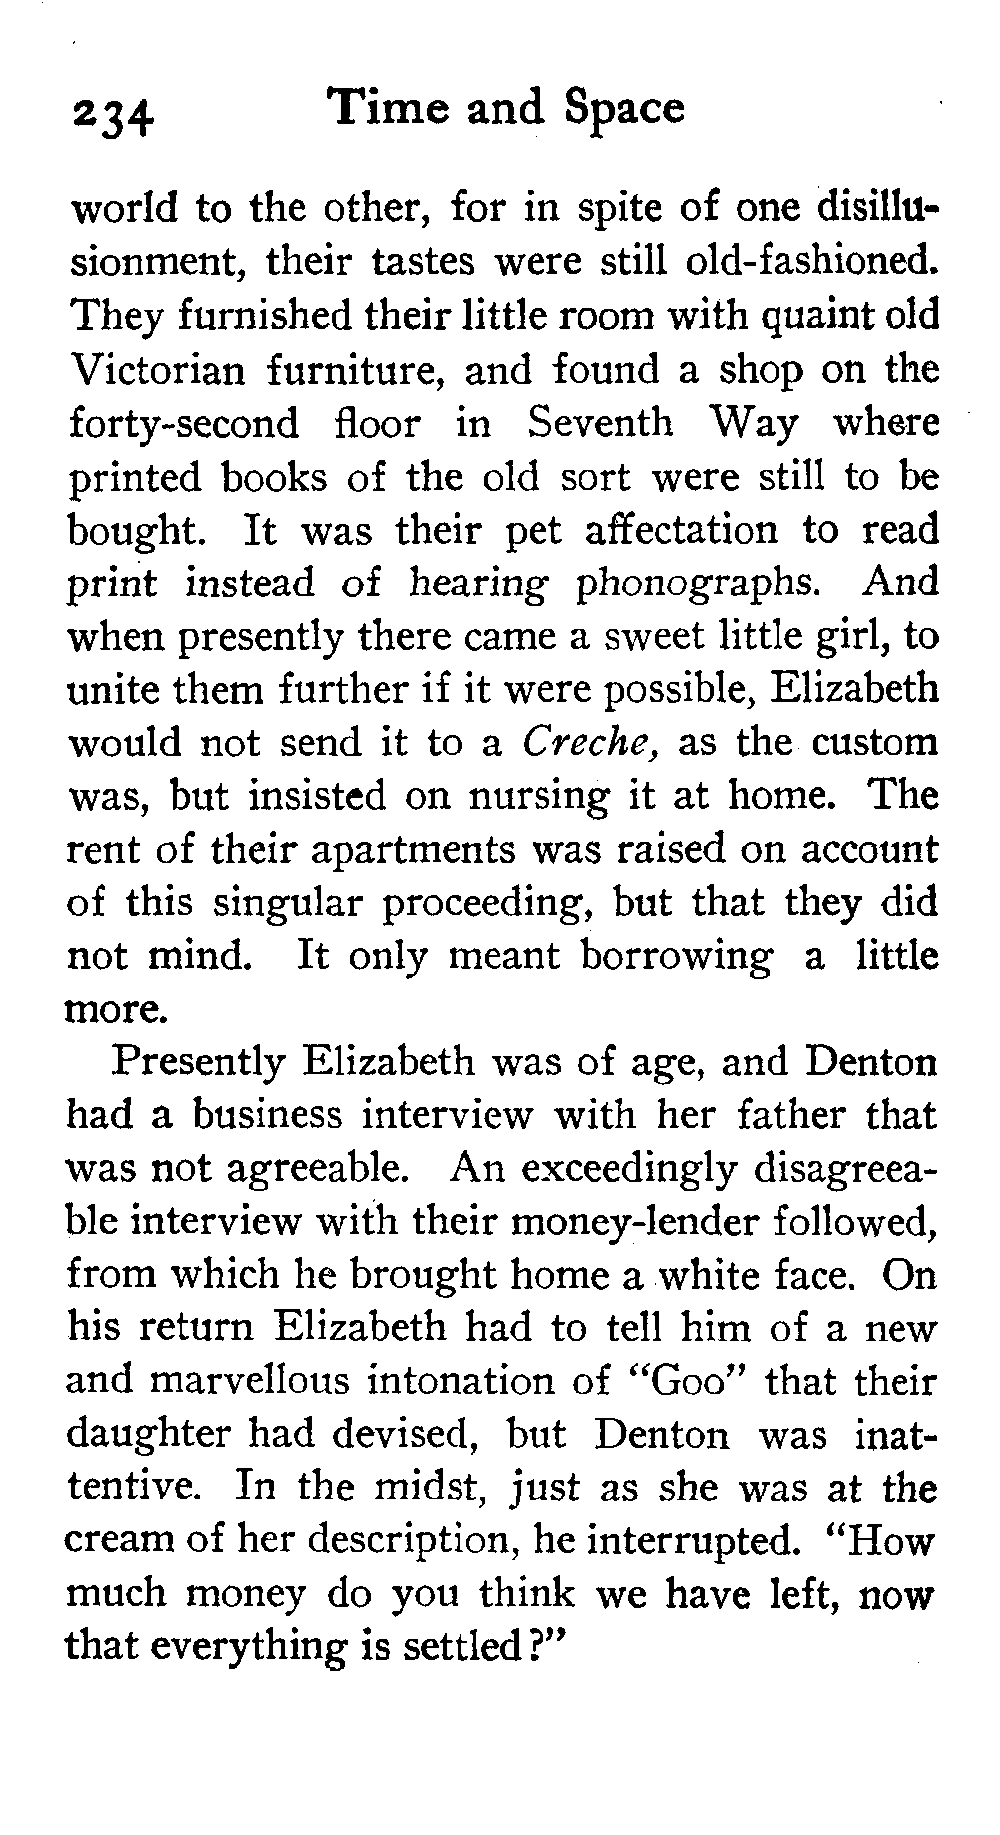 234 Time and Space
world to the other, for in spite of one disillu-
sionment, their tastes were still old-fashioned.
They furnished their little room with quaint old
Victorian furniture, and found a shop on the
forty-second floor in Seventh Way where
printed books of the old sort were still to be
bought. It was their pet affectation to read
print instead of hearing phonographs. And
when presently there came a sweet little girl, to
unite them further if it were possible, Elizabeth
would not send it to a Creche, as the custom
was, but insisted on nursing it at home. The
rent of their apartments was raised on account
of this singular proceeding, but that they did
not mind. It only meant borrowing a little
more.
Presently Elizabeth was of age, and Denton
had a business interview with her father that
was not agreeable. An exceedingly disagreea-
ble interview with their money-lender followed,
from which he brought home a white face. On
his return Elizabeth had to tell him of a new
and marvellous intonation of "Goo" that their
daughter had devised, but Denton was inat-
tentive. In the midst, just as she was at the
cream of her description, he interrupted. "How
much money do you think we have left, now
that everything is settled?"